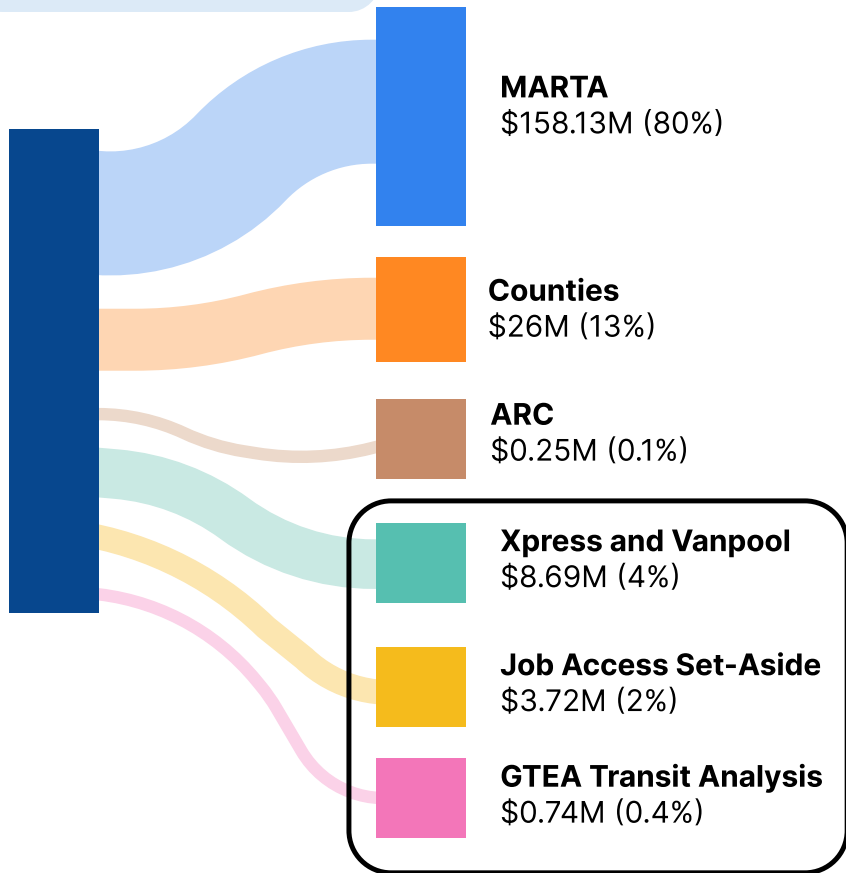 MARTA
$158.13M (80%)
Counties
$26M (13%)
ARC
$0.25M (0.1%)
Xpress and Vanpool
$8.69M (4%)
Job Access Set-Aside
$3.72M (2%)
GTEA Transit Analysis
$0.74M (0.4%)